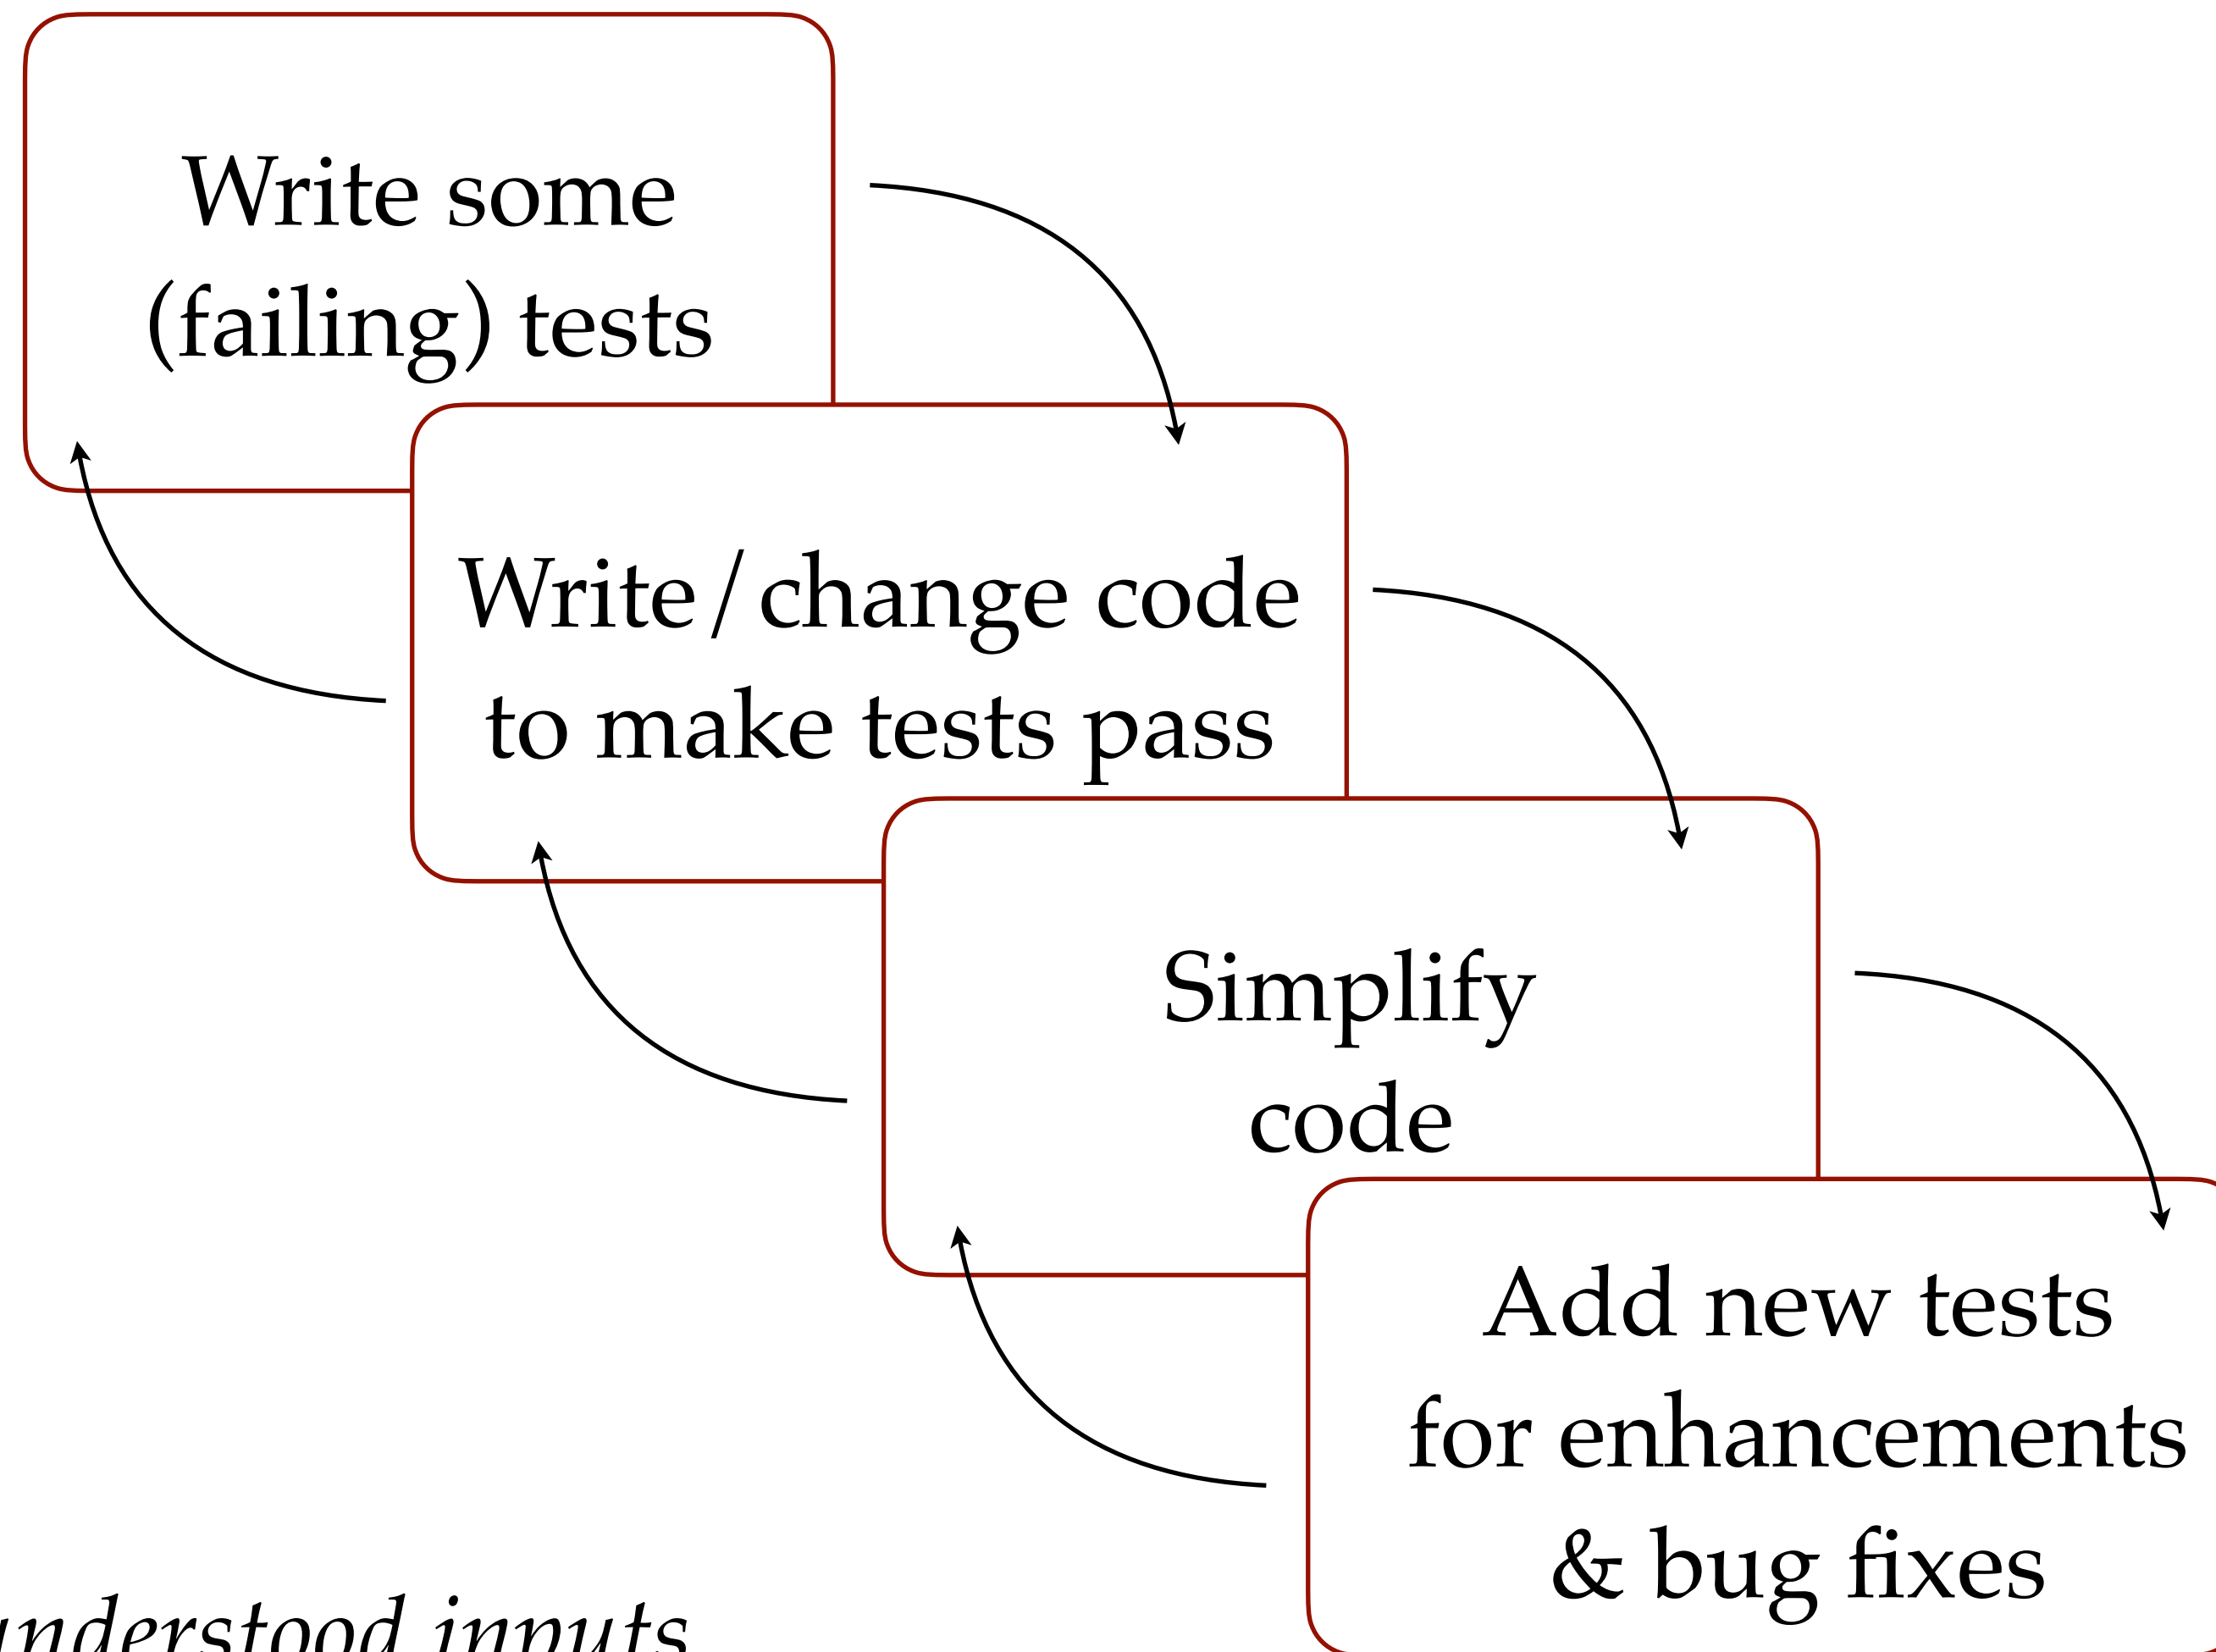 Write some
(failing) tests
Write/change code
to make tests pass
Simplify
code
Add new tests
for enhancements
& bug fixes
inputs